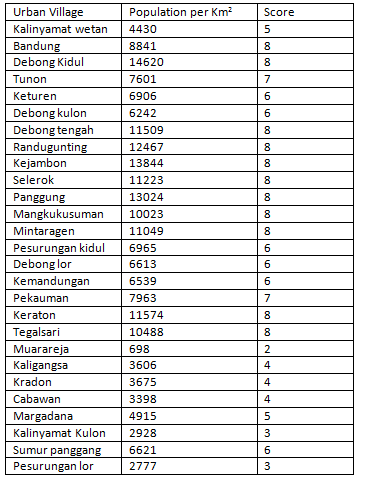 Urban Village Population per Km² Score
Kalinyamat wetan 4430 5
Bandung 8841 8
Debong Kidul 14620 8
Tunon 7601 7
Keturen 6906 6
Debong kulon 6242 6
Debong tengah 11509 8
Randugunting 12467 8
Kejambon 13844 8
Selerok 11223 8
Panggung 13024 8
Mangkukusuman 10023 8
Mintaragen 11049 8
Pesurungan kidul 6965 6
Debong lor 6613 6
Kemandungan 6539 6
Pekauman 7963 7
Keraton 11574 8
Tegalsari 10488 8
Muarareja 698 2
Kaligangsa 3606 4
Kradon 3675 4
Cabawan 3398 4
Margadana 4915 5
Kalinyamat Kulon 2928 3
Sumur panggang 6621 6
Pesurungan lor 2777 3